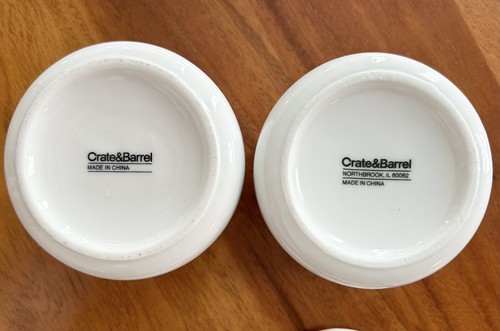 Crate&Barrel
MADE IN CHINA
Crate&Barrel
NORTHBROOK, IL 60062
MADE IN CHINA